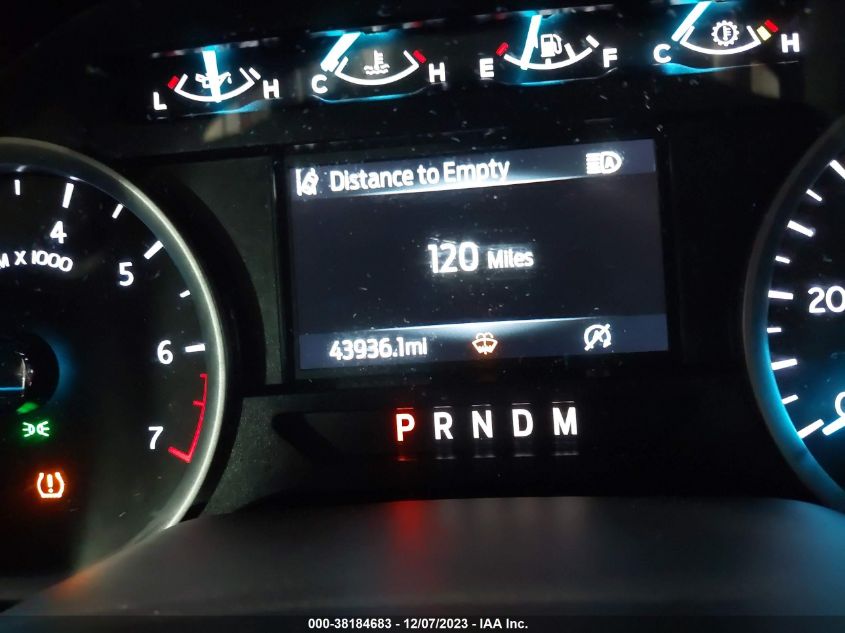 L H C H E F C H
Distance to Empty
A
120 Miles
43936.1mi
4
M X 1000
5
6
7
20
0
P R N D M
000-38184683 - 12/07/2023 - IAA Inc.